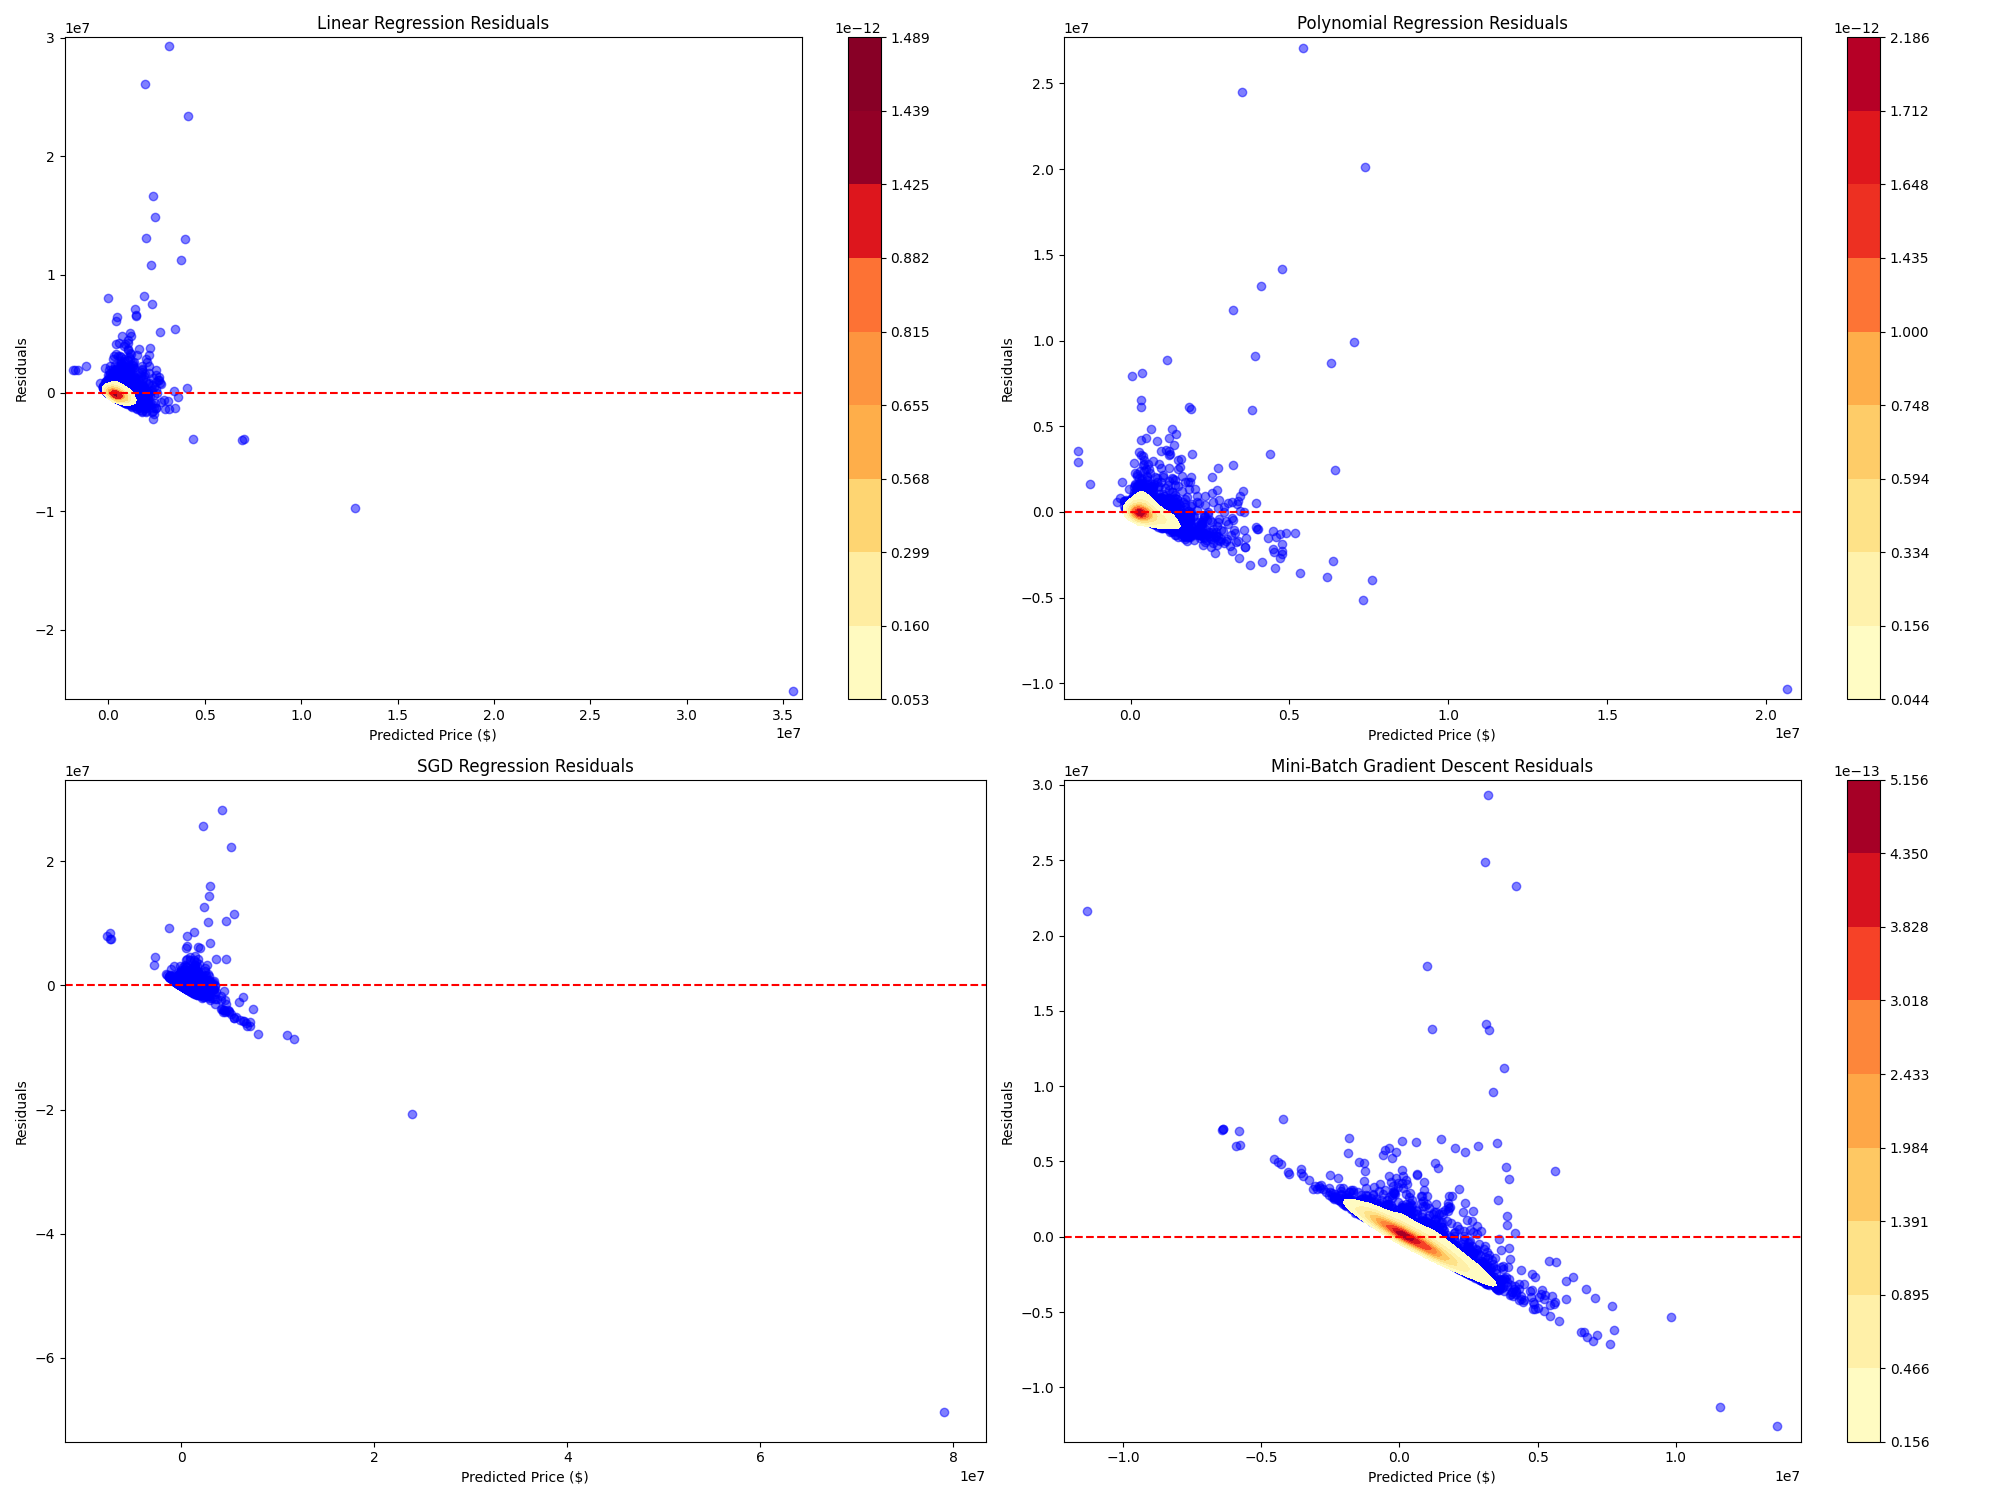 Linear Regression Residuals
1e7
3
2
1
0
−1
−2
Residuals
0.0 0.5 1.0 1.5 2.0 2.5 3.0 3.5
1e7
Predicted Price ($)
1e−12
1.489
1.439
1.425
0.882
0.815
0.655
0.568
0.299
0.160
0.053
Polynomial Regression Residuals
1e7
2.5
2.0
1.5
1.0
0.5
0.0
−0.5
−1.0
Residuals
0.0 0.5 1.0 1.5 2.0
1e7
Predicted Price ($)
1e−12
2.186
1.712
1.648
1.435
1.000
0.748
0.594
0.334
0.156
0.044
SGD Regression Residuals
1e7
2
0
−2
−4
−6
Residuals
0 2 4 6 8
1e7
Predicted Price ($)
Mini-Batch Gradient Descent Residuals
1e7
3.0
2.5
2.0
1.5
1.0
0.5
0.0
−0.5
−1.0
Residuals
−1.0 −0.5 0.0 0.5 1.0
1e7
Predicted Price ($)
1e−13
5.156
4.350
3.828
3.018
2.433
1.984
1.391
0.895
0.466
0.156